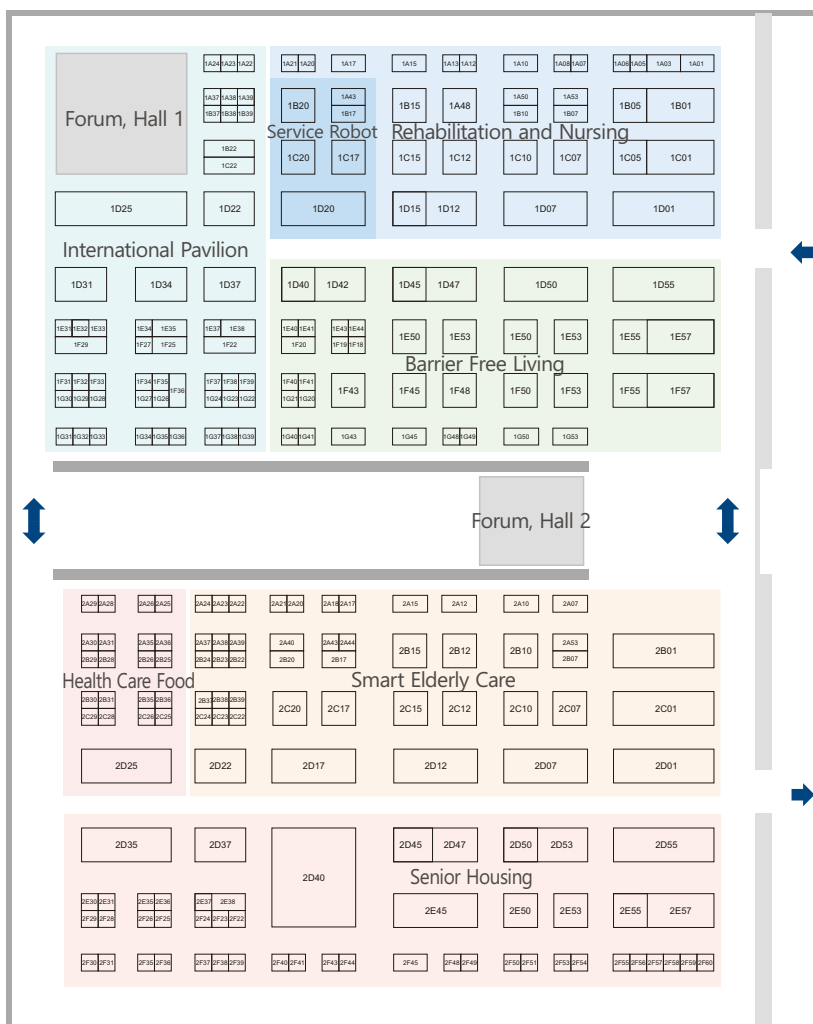 1A24 1A23 1A22 1A21 1A20 1A17 1A15 1A13 1A12 1A10 1A08 1A07 1A06 1A05 1A03 1A01
Forum, Hall 1
1A37 1A38 1A39 1B20 1A43 1B15 1A48 1A50 1A53 1B05 1B01
1B37 1B38 1B39 1B17 1B10 1B07
Service Robot Rehabilitation and Nursing
1B22 1C20 1C17 1C15 1C12 1C10 1C07 1C05 1C01
1C22
1D25 1D22 1D20 1D15 1D12 1D07 1D01
International Pavilion
1D31 1D34 1D37 1D40 1D42 1D45 1D47 1D50 1D55
1E31 1E32 1E33 1E34 1E35 1E37 1E38 1E40 1E41 1E43 1E44 1E50 1E53 1E50 1E53 1E55 1E57
1F29 1F27 1F25 1F22 1F20 1F19 1F18
Barrier Free Living
1F31 1F32 1F33 1F34 1F35 1F36 1F37 1F38 1F39 1F40 1F41 1F43 1F45 1F48 1F50 1F53 1F55 1F57
1G30 1G29 1G28 1G27 1G26 1G24 1G23 1G22 1G21 1G20
1G31 1G32 1G33 1G34 1G35 1G36 1G37 1G38 1G39 1G40 1G41 1G43 1G45 1G48 1G49 1G50 1G53
Forum, Hall 2
2A29 2A28 2A26 2A25 2A24 2A23 2A22 2A21 2A20 2A18 2A17 2A15 2A12 2A10 2A07
2A30 2A31 2A35 2A36 2A37 2A38 2A39 2A40 2A43 2A44 2B15 2B12 2B10 2A53 2B01
2B29 2B28 2B26 2B25 2B24 2B23 2B22 2B20 2B17 2B07
Health Care Food Smart Elderly Care
2B30 2B31 2B35 2B36 2B37 2B38 2B39 2C20 2C17 2C15 2C12 2C10 2C07 2C01
2C29 2C28 2C26 2C25 2C24 2C23 2C22
2D25 2D22 2D17 2D12 2D07 2D01
2D35 2D37 2D40 2D45 2D47 2D50 2D53 2D55
Senior Housing
2E30 2E31 2E35 2E36 2E37 2E38 2E45 2E50 2E53 2E55 2E57
2F29 2F28 2F26 2F25 2F24 2F23 2F22
2F30 2F31 2F35 2F36 2F37 2F38 2F39 2F40 2F41 2F43 2F44 2F45 2F48 2F49 2F50 2F51 2F53 2F54 2F55 2F56 2F57 2F58 2F59 2F60